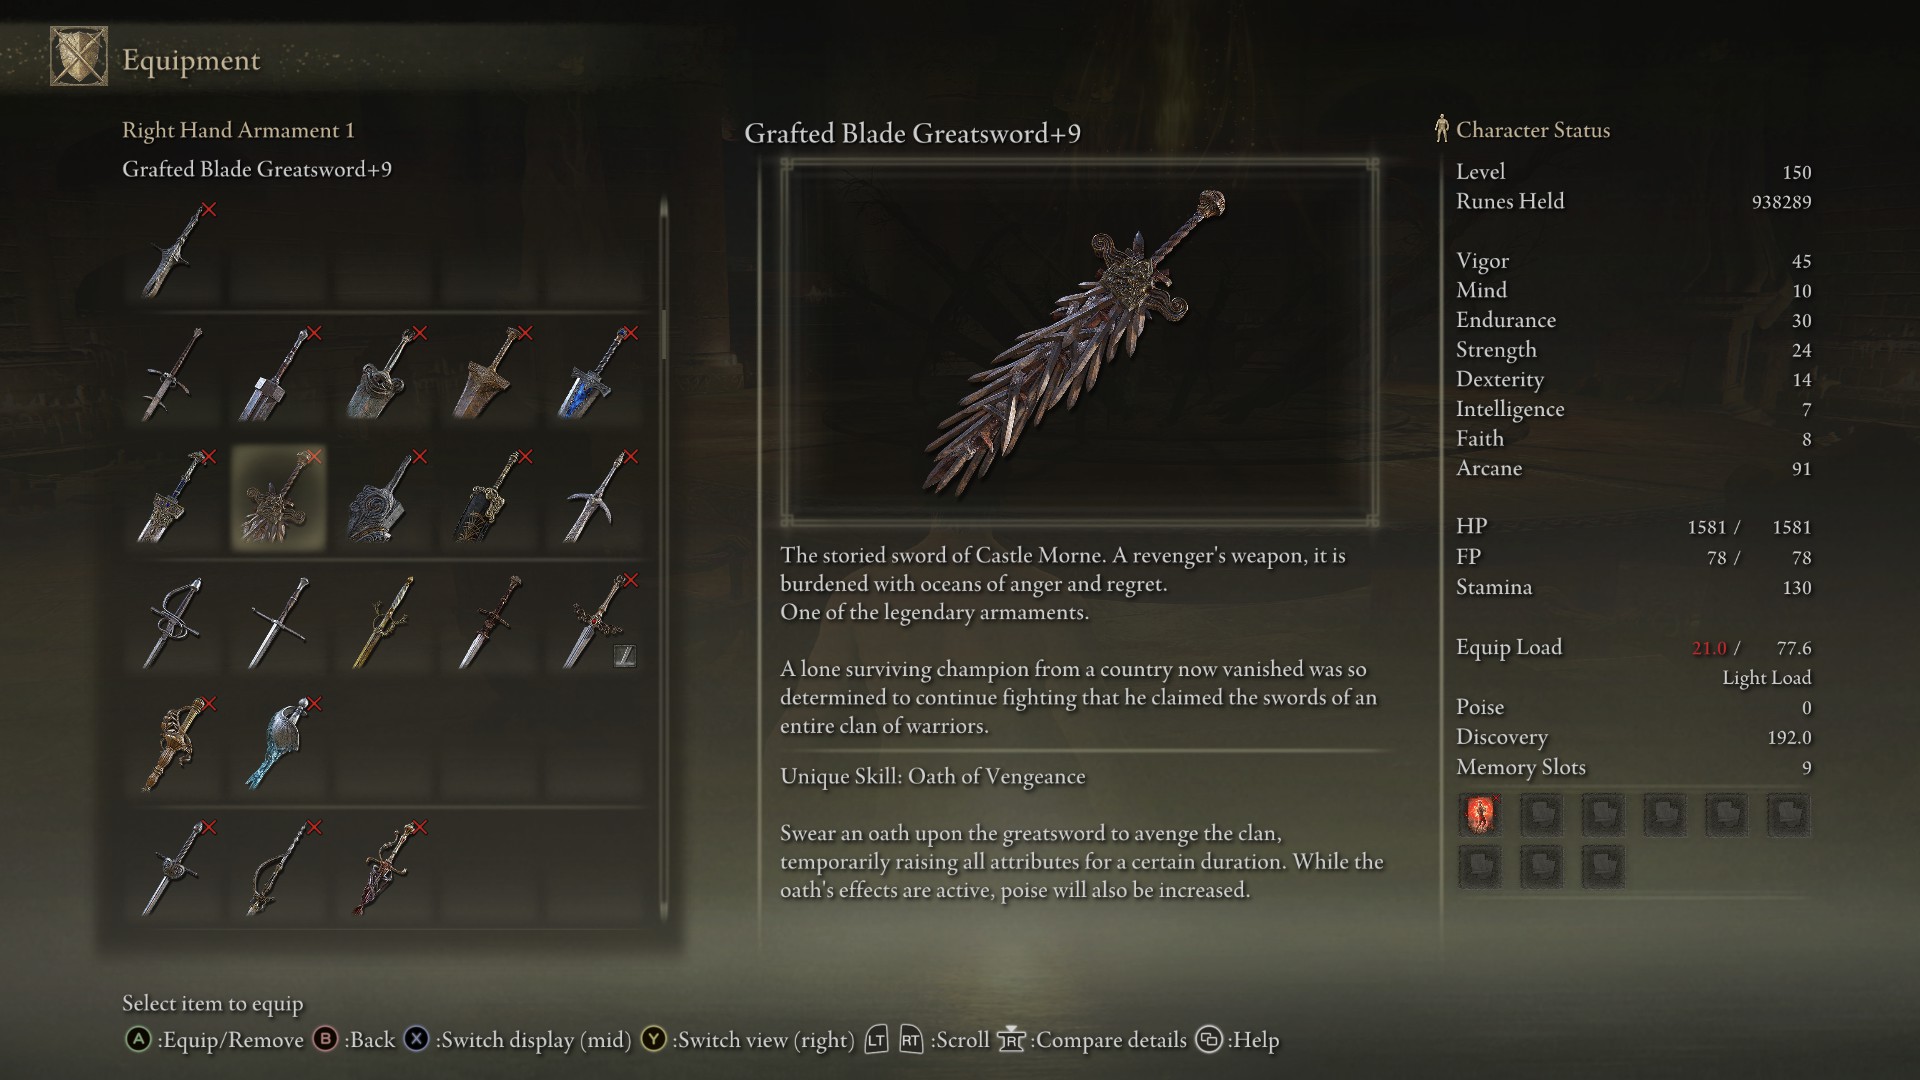 Equipment
Right Hand Armament 1
Grafted Blade Greatsword+9
Grafted Blade Greatsword+9
The storied sword of Castle Morne. A revenger's weapon, it is
burdened with oceans of anger and regret.
One of the legendary armaments.
A lone surviving champion from a country now vanished was so
determined to continue fighting that he claimed the swords of an
entire clan of warriors.
Unique Skill: Oath of Vengeance
Swear an oath upon the greatsword to avenge the clan,
temporarily raising all attributes for a certain duration. While the
oath's effects are active, poise will also be increased.
Character Status
Level 150
Runes Held 938289
Vigor 45
Mind 10
Endurance 30
Strength 24
Dexterity 14
Intelligence 7
Faith 8
Arcane 91
HP 1581 / 1581
FP 78 / 78
Stamina 130
Equip Load 21.0 / 77.6
Light Load
Poise 0
Discovery 192.0
Memory Slots 9
Select item to equip
A :Equip/Remove B :Back X :Switch display (mid) Y :Switch view (right) LT RT :Scroll R :Compare details :Help